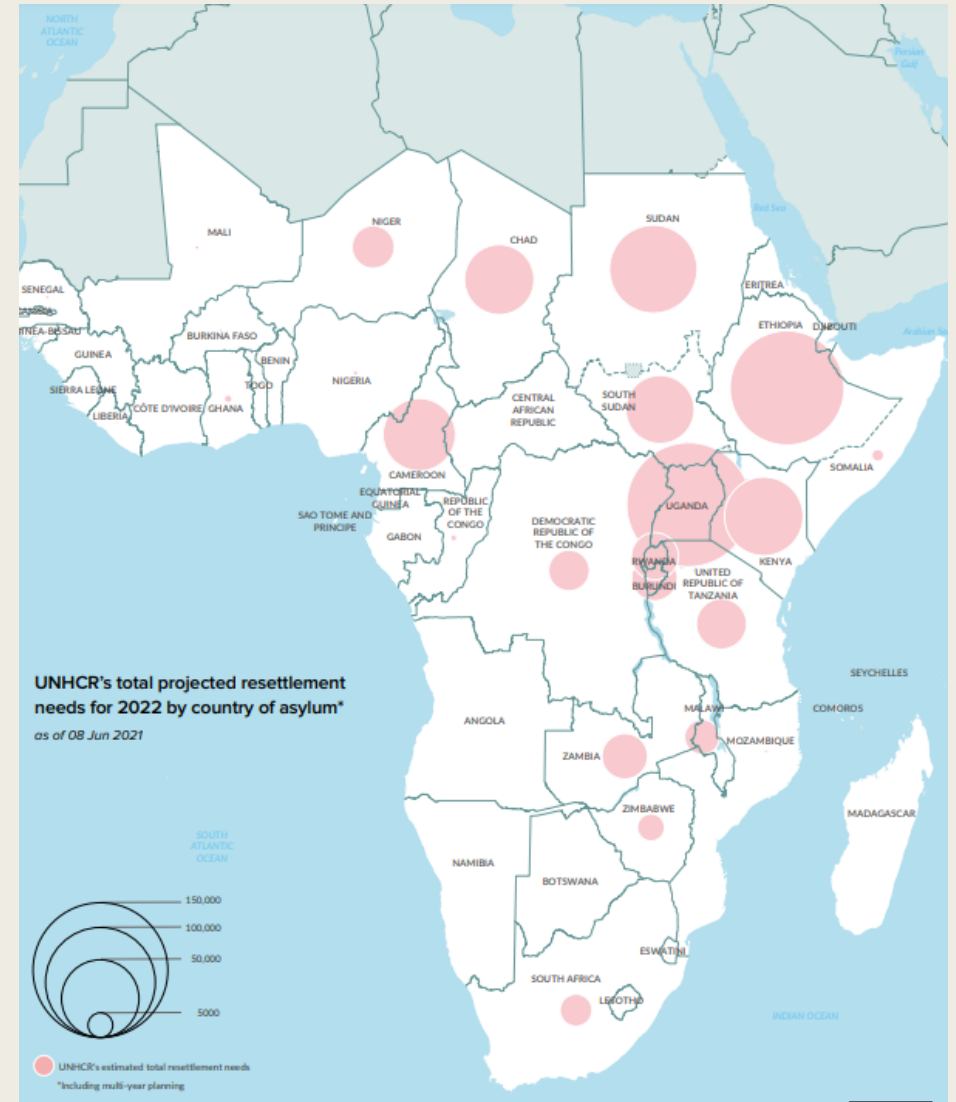 NORTH
ATLANTIC
OCEAN
Persian
Gulf
Red Sea
SUDAN
NIGER
MALI
CHAD
SENEGAL
ERITREA
ETHIOPIA
DJIBOUTI
Arabian
BURKINA FASO
GUINEA
BENIN
NIGERIA
TOGO
SIERRA LEONE
CÔTE D'IVOIRE
GHANA
LIBERIA
CENTRAL
AFRICAN
REPUBLIC
SOUTH
SUDAN
SOMALIA
CAMEROON
EQUATORIAL
GUINEA
REPUBLIC
OF THE
CONGO
UGANDA
SAO TOME AND
PRINCIPE
GABON
DEMOCRATIC
REPUBLIC OF
THE CONGO
RWANDA
KENYA
BURUNDI
UNITED
REPUBLIC OF
TANZANIA
UNHCR's total projected resettlement
needs for 2022 by country of asylum*
as of 08 Jun 2021
SEYCHELLES
ANGOLA
MALAWI
COMOROS
MOZAMBIQUE
ZAMBIA
ZIMBABWE
MADAGASCAR
SOUTH
ATLANTIC
OCEAN
NAMIBIA
BOTSWANA
150,000
100,000
50,000
5000
ESWATINI
SOUTH AFRICA
LESOTHO
INDIAN OCEAN
UNHCR's estimated total resettlement needs
*Including multi-year planning